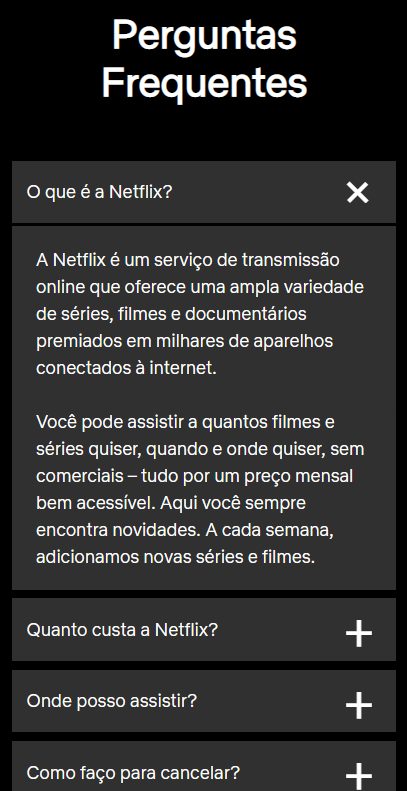 Perguntas
Frequentes
O que é a Netflix?
A Netflix é um serviço de transmissão
online que oferece uma ampla variedade
de séries, filmes e documentários
premiados em milhares de aparelhos
conectados à internet.
Você pode assistir a quantos filmes e
séries quiser, quando e onde quiser, sem
comerciais – tudo por um preço mensal
bem acessível. Aqui você sempre
encontra novidades. A cada semana,
adicionamos novas séries e filmes.
Quanto custa a Netflix?
Onde posso assistir?
Como faço para cancelar?